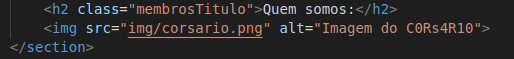 <h2 class="membrosTitulo">Quem somos:</h2>
<img src="img/corsario.png" alt="Imagem do C0Rs4R10">
</section>